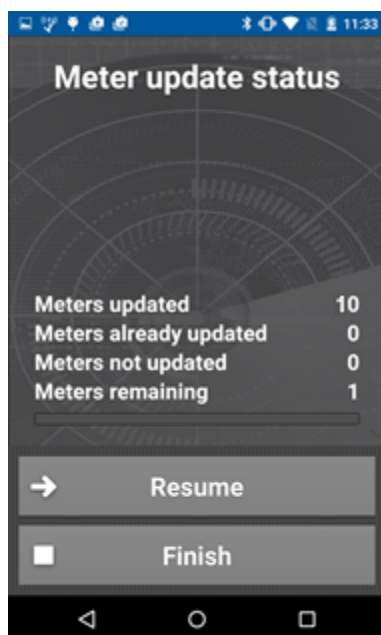 11:33
Meter update status
Meters updated 10
Meters already updated 0
Meters not updated 0
Meters remaining 1
Resume
Finish